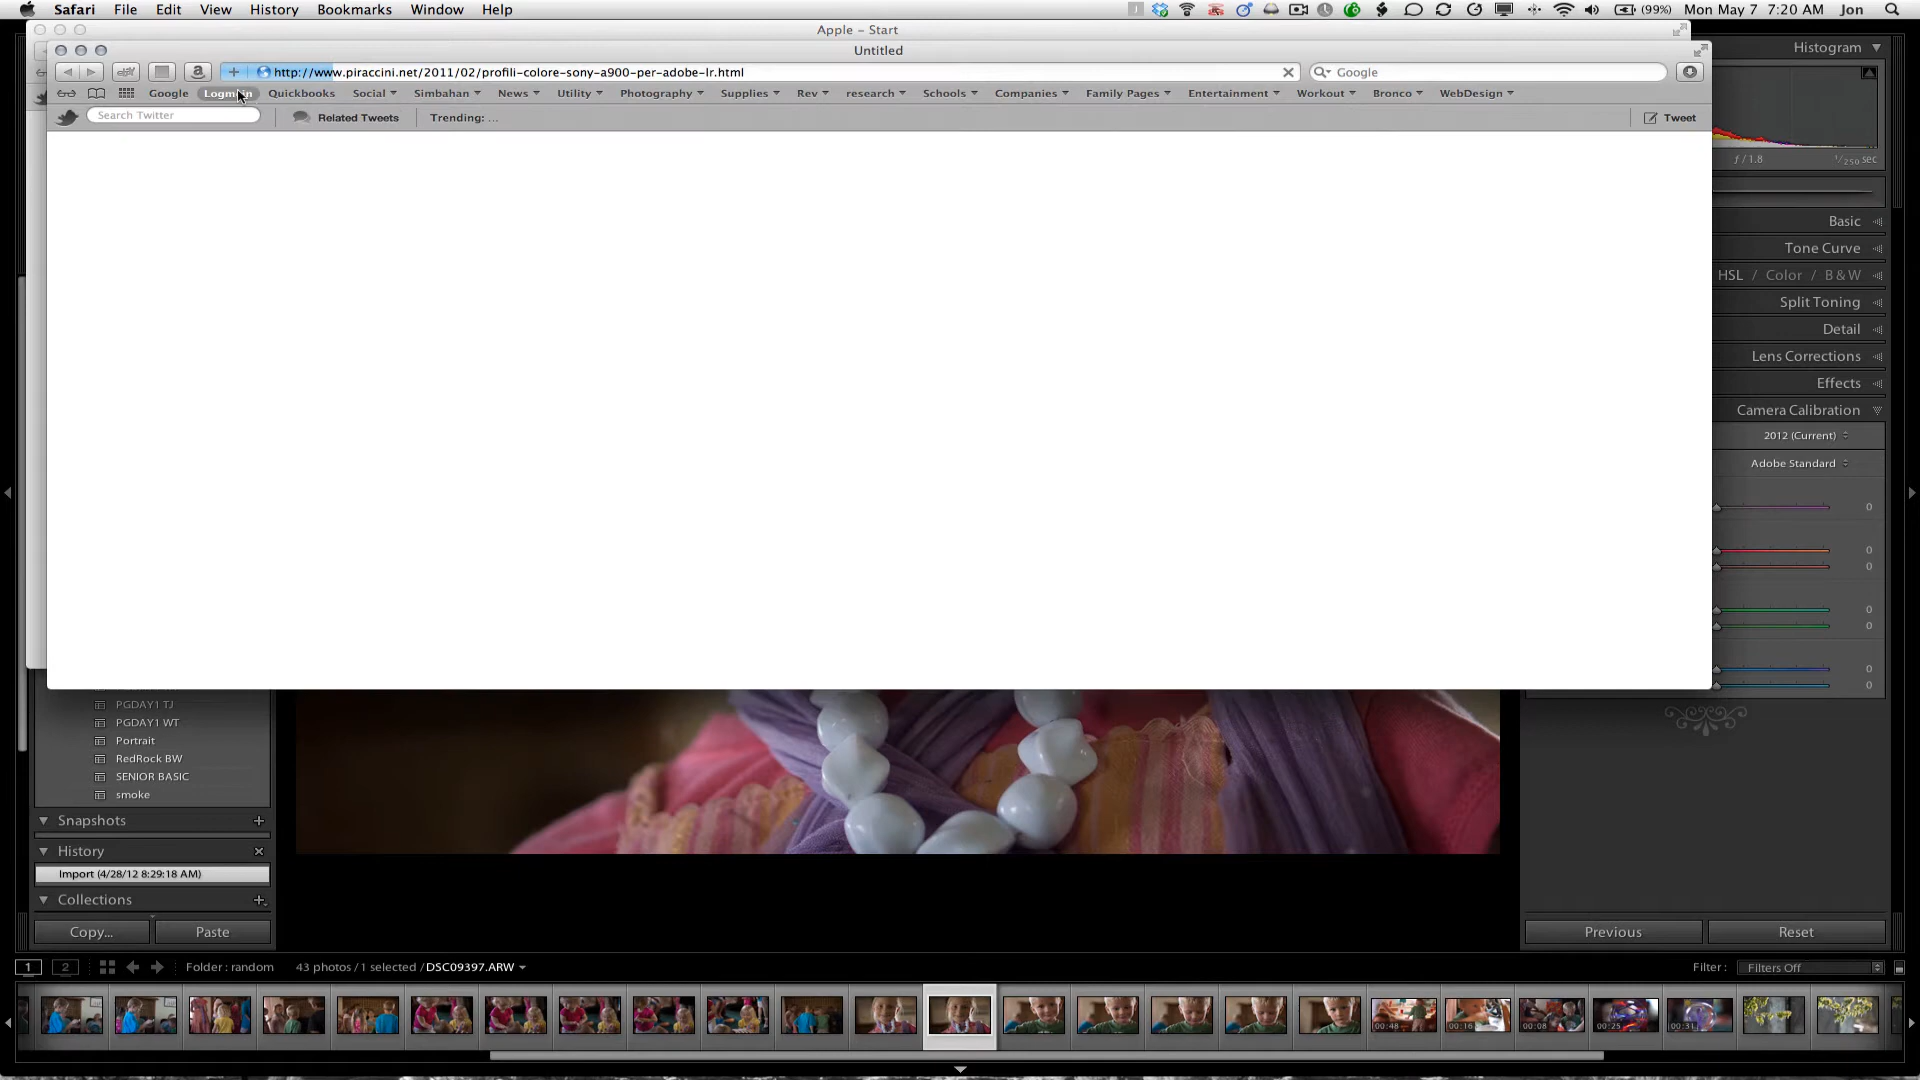 Safari File Edit View History Bookmarks Window Help (99%) Mon May 7 7:20 AM Jon
Apple – Start
Untitled
http://www.piraccini.net/2011/02/profili-colore-sony-a900-per-adobe-lr.html Google
Google Quickbooks Social Simbahan News Utility Photography Supplies Rev research Schools Companies Family Pages Entertainment Workout Bronco WebDesign
Search Twitter Related Tweets Trending: ... Tweet
Histogram
ƒ / 1.8 1/250 sec
Basic
Tone Curve
HSL / Color / B & W
Split Toning
Detail
Lens Corrections
Effects
Camera Calibration
2012 (Current)
Adobe Standard
0
0
0
0
0
0
0
PGDAY1 TJ
PGDAY1 WT
Portrait
RedRock BW
SENIOR BASIC
smoke
Snapshots
History
Import (4/28/12 8:29:18 AM)
Collections
Copy... Paste
Previous Reset
1 2 Folder : random 43 photos / 1 selected / DSC09397.ARW Filter : Filters Off
00:48 00:16 00:08 00:25 00:31